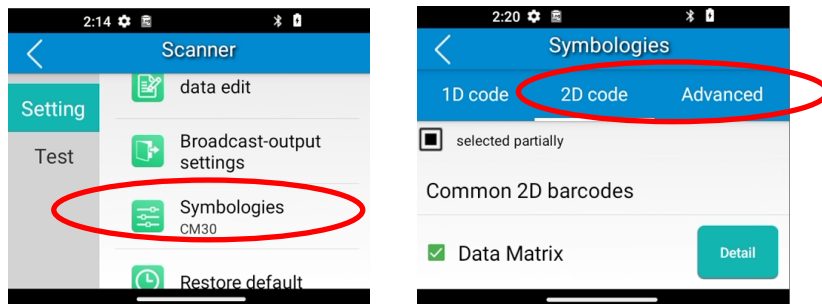 2:14
Scanner
Setting
Test
data edit
Broadcast-output
settings
Symbologies
CM30
Restore default
2:20
Symbologies
1D code
2D code
Advanced
selected partially
Common 2D barcodes
Data Matrix
Detail